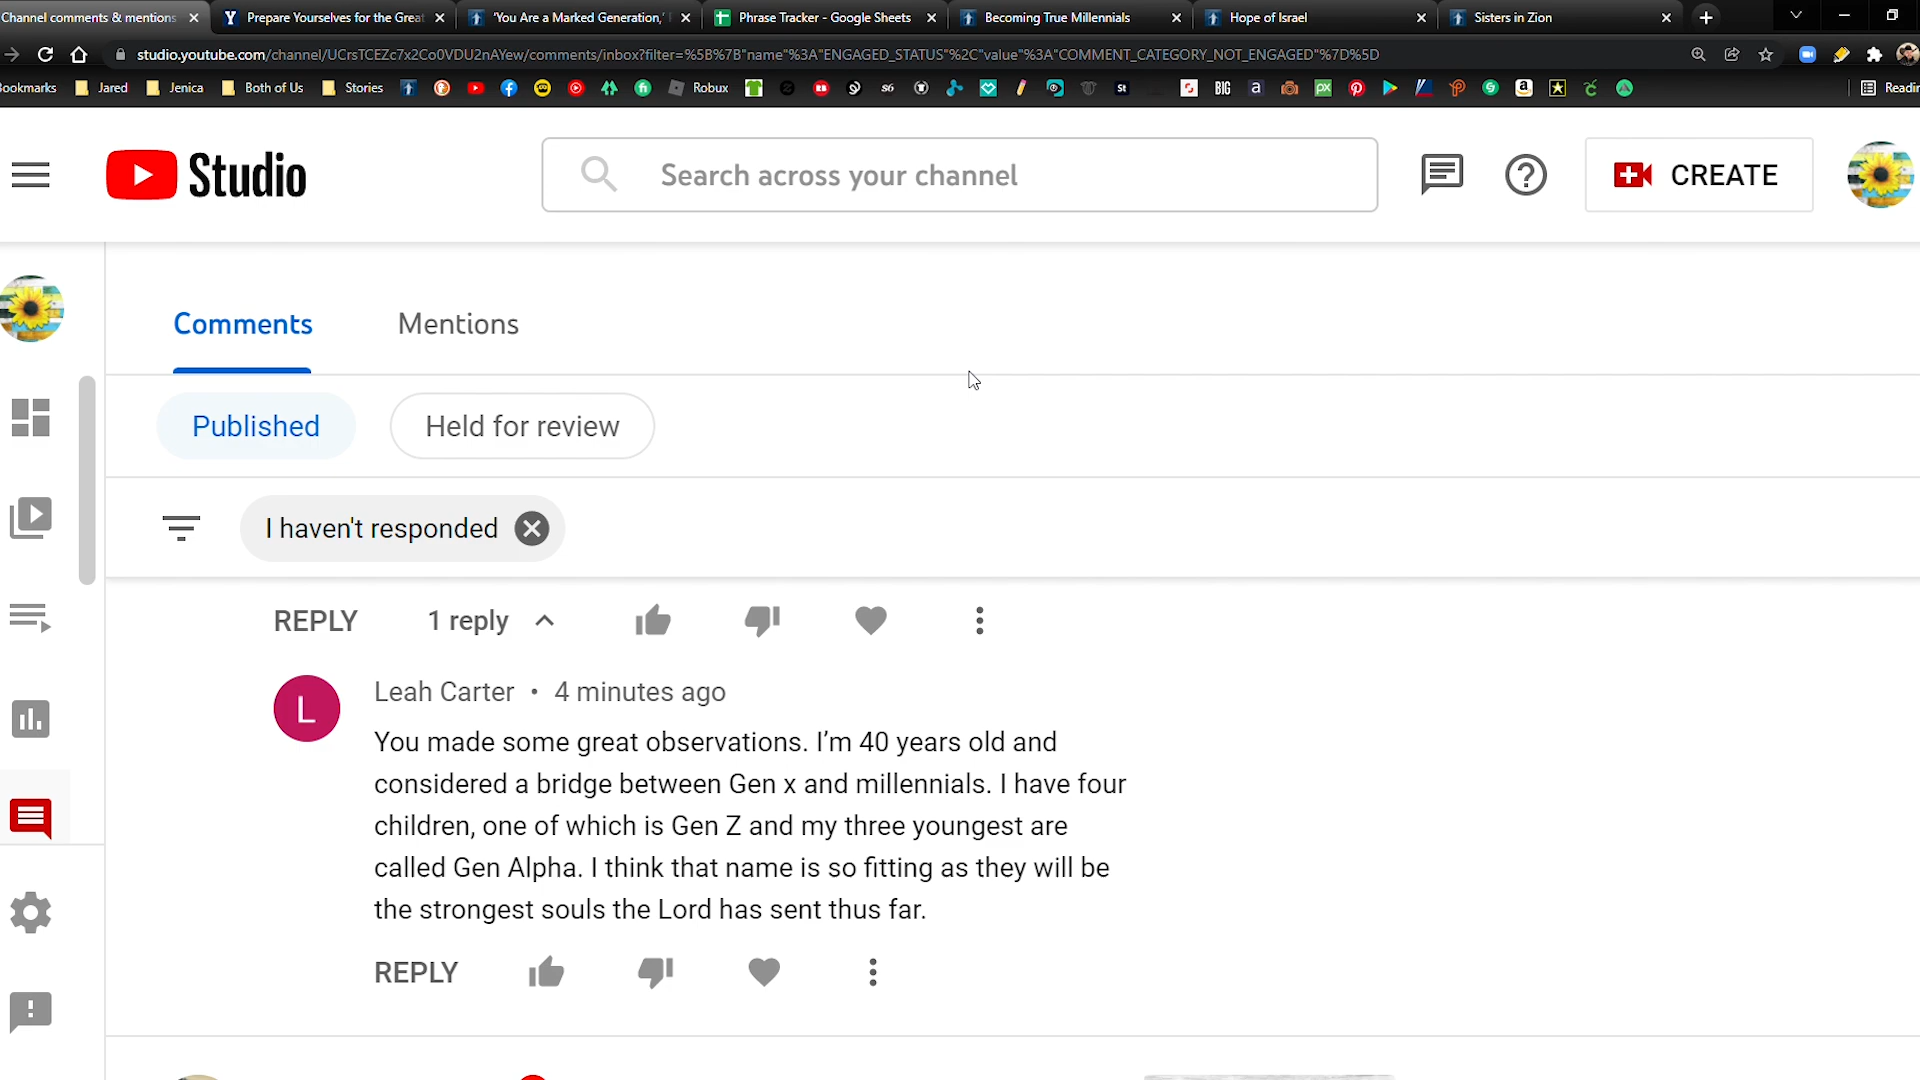 Channel comments & mentions
Prepare Yourselves for the Great
'You Are a Marked Generation,'
Phrase Tracker - Google Sheets
Becoming True Millennials
Hope of Israel
Sisters in Zion
studio.youtube.com/channel/UCrsTCEZc7x2Co0VDU2nAYew/comments/inbox?filter=%5B%7B"name"%3A"ENGAGED_STATUS"%2C"value"%3A"COMMENT_CATEGORY_NOT_ENGAGED"%7D%5D
ookmarks
Jared
Jenica
Both of Us
Stories
Robux
BIG
Readin
Studio
Search across your channel
CREATE
Comments
Mentions
Published
Held for review
I haven't responded
REPLY
1 reply
L
Leah Carter • 4 minutes ago
You made some great observations. I'm 40 years old and
considered a bridge between Gen x and millennials. I have four
children, one of which is Gen Z and my three youngest are
called Gen Alpha. I think that name is so fitting as they will be
the strongest souls the Lord has sent thus far.
REPLY